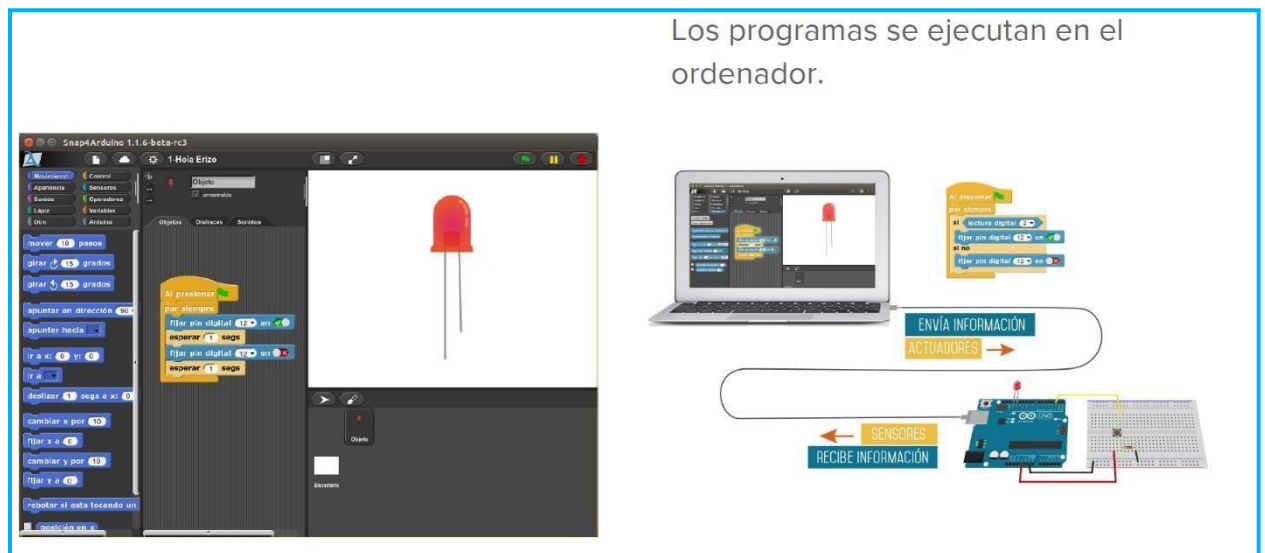 Los programas se ejecutan en el
ordenador.
Snap4Arduino 1.1.6-beta-rc3
1-Hola Erizo
Movimiento
Control
Apariencia
Sensores
Sonido
Operadores
Lápiz
Variables
Otro
Arduino
Objeto
arrastrable
Objetos
Disfraces
Sonidos
mover 10 pasos
girar 15 grados
girar 15 grados
apuntar en dirección 90
apuntar hacia
ir a x: 0 y: 0
ir a
deslizar 1 segs a x: 0
cambiar x por 10
fijar x a 0
cambiar y por 10
fijar y a 0
rebotar si esta tocando un
posición en x
Al presionar
por siempre
fijar pin digital 12 en
esperar 1 segs
fijar pin digital 12 en
esperar 1 segs
Objeto
Escenario
Al presionar
por siempre
si lectura digital 2
fijar pin digital 12 en
si no
fijar pin digital 12 en
ENVÍA INFORMACIÓN
ACTUADORES
SENSORES
RECIBE INFORMACIÓN
UNO